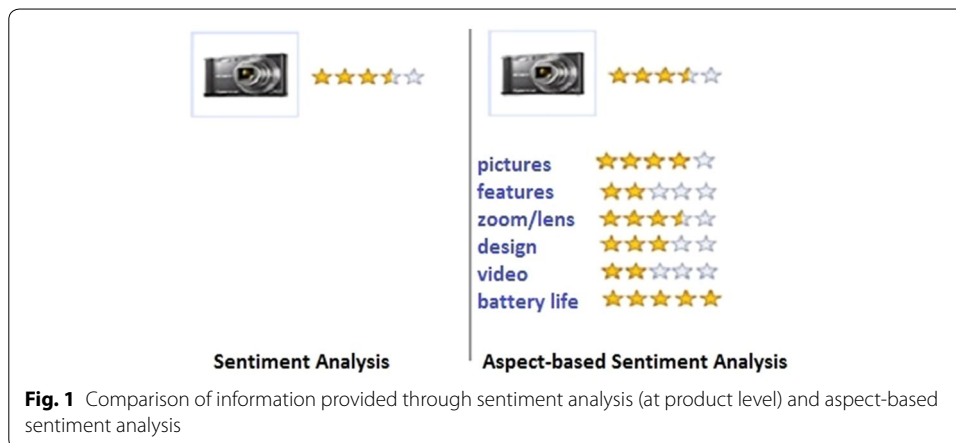 pictures
features
zoom/lens
design
video
battery life
Sentiment Analysis
Aspect-based Sentiment Analysis
Fig. 1 Comparison of information provided through sentiment analysis (at product level) and aspect-based
sentiment analysis